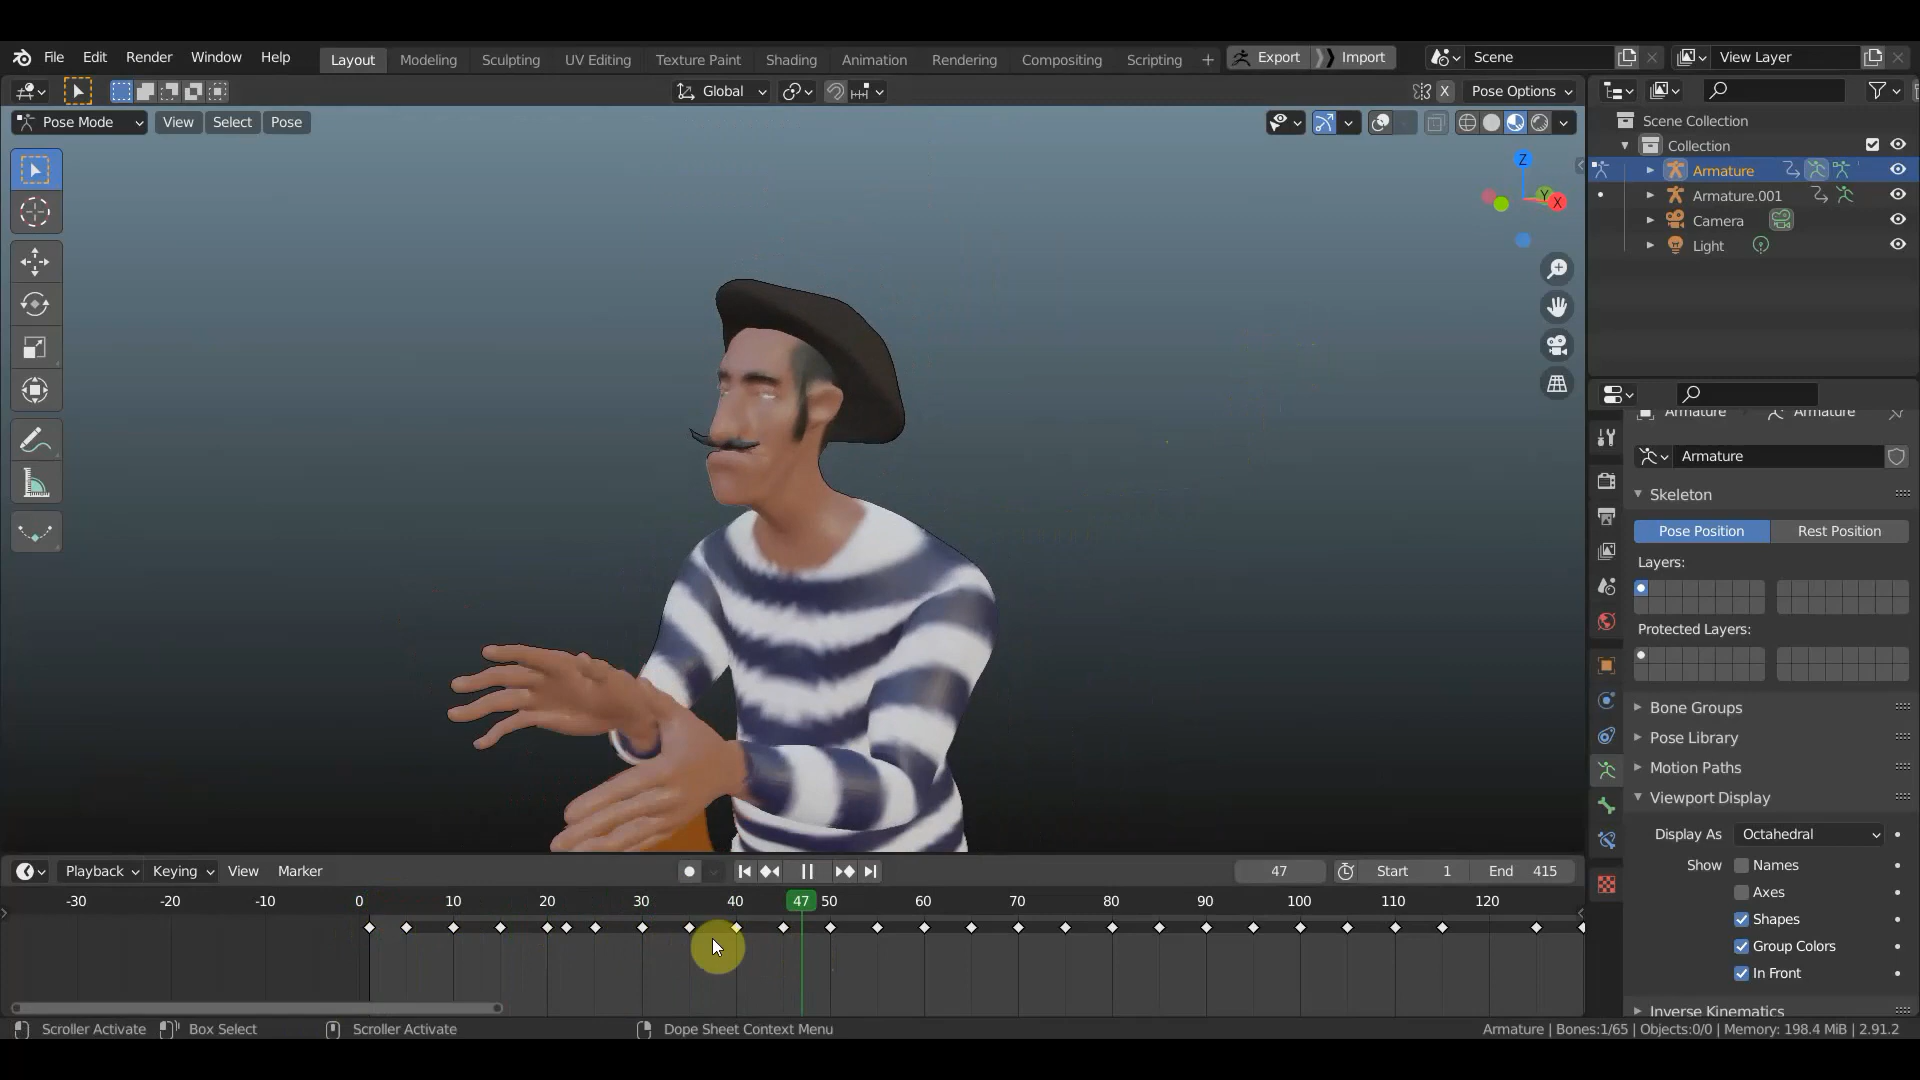 File Edit Render Window Help Layout Modeling Sculpting UV Editing Texture Paint Shading Animation Rendering Compositing Scripting + Export Import Scene View Layer
Global X Pose Options
Pose Mode View Select Pose
Z
Y
X
Scene Collection
Collection
Armature
Armature.001
Camera
Light
Armature Armature
Armature
Skeleton
Pose Position Rest Position
Layers:
Protected Layers:
Bone Groups
Pose Library
Motion Paths
Viewport Display
Display As Octahedral
Show Names
Axes
Shapes
Group Colors
In Front
Inverse Kinematics
Playback Keying View Marker 47 Start 1 End 415
-30 -20 -10 0 10 20 30 40 47 50 60 70 80 90 100 110 120
Scroller Activate Box Select Scroller Activate Dope Sheet Context Menu Armature | Bones:1/65 | Objects:0/0 | Memory: 198.4 MiB | 2.91.2